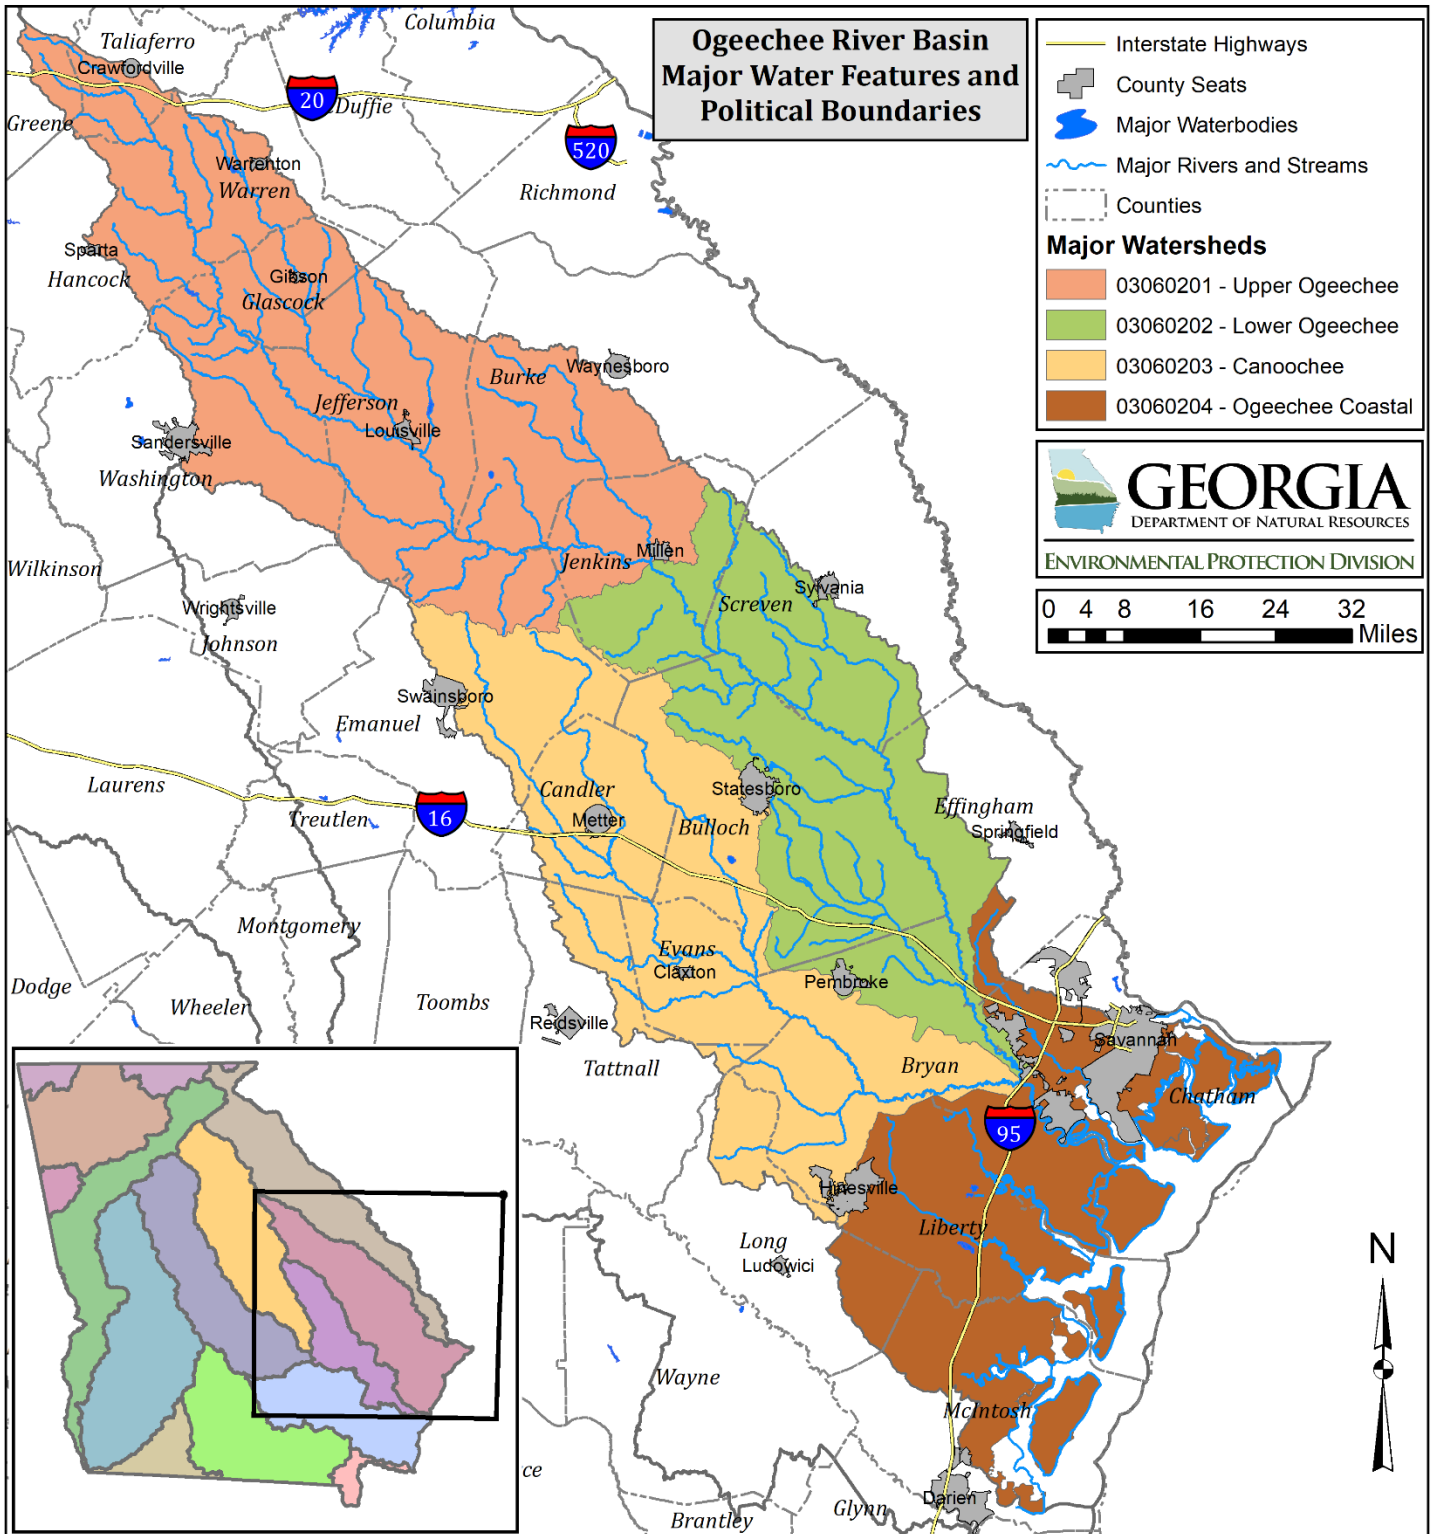 Ogeechee River Basin
Major Water Features and
Political Boundaries
Interstate Highways
County Seats
Major Waterbodies
Major Rivers and Streams
Counties
Major Watersheds
03060201 - Upper Ogeechee
03060202 - Lower Ogeechee
03060203 - Canoochee
03060204 - Ogeechee Coastal
GEORGIA
DEPARTMENT OF NATURAL RESOURCES
ENVIRONMENTAL PROTECTION DIVISION
0 4 8 16 24 32
Miles
Columbia
Taliaferro
Crawfordville
20
Duffie
Greene
520
Warrenton
Warren
Richmond
Sparta
Hancock
Gibson
Glascock
Waynesboro
Burke
Jefferson
Louisville
Sandersville
Washington
Millen
Jenkins
Wilkinson
Sylvania
Screven
Wrightsville
Johnson
Swainsboro
Emanuel
Laurens
Candler
Statesboro
Effingham
Treutlen
16
Metter
Bulloch
Springfield
Montgomery
Evans
Claxton
Pembroke
Dodge
Wheeler
Toombs
Reidsville
Savannah
Tattnall
Bryan
Chatham
95
Hinesville
Liberty
Long
Ludowici
N
Wayne
McIntosh
ce
Darien
Glynn
Brantley